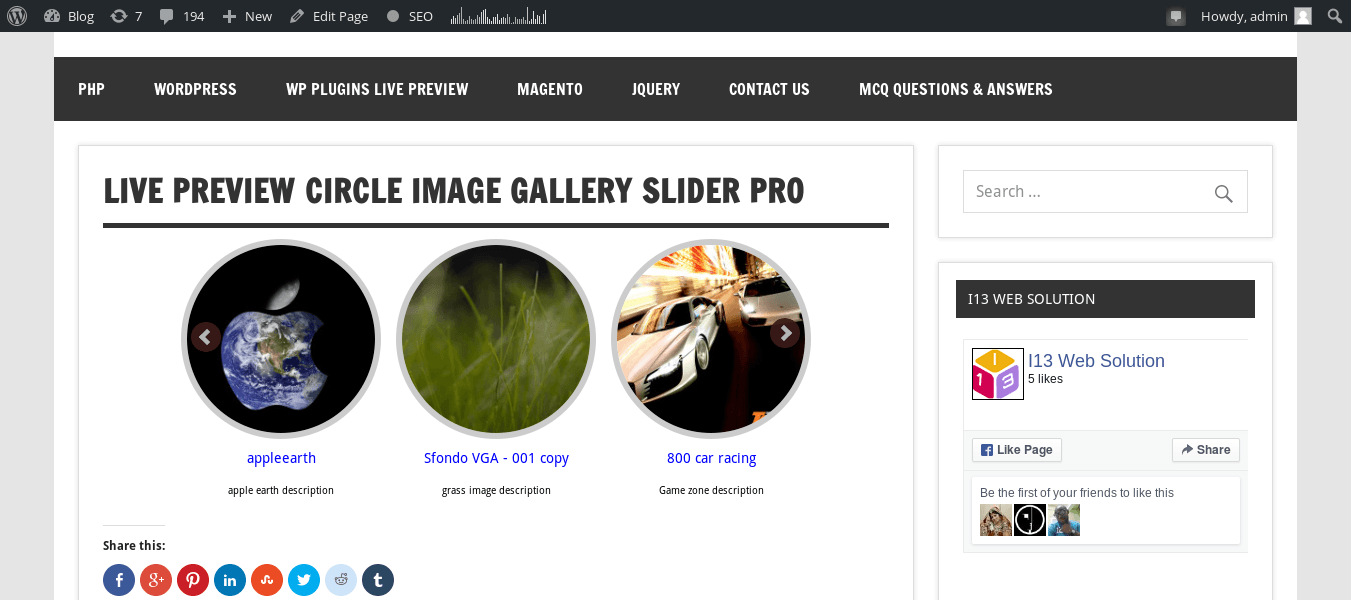 Blog 7 194 New Edit Page SEO Howdy, admin
PHP WORDPRESS WP PLUGINS LIVE PREVIEW MAGENTO JQUERY CONTACT US MCQ QUESTIONS & ANSWERS
LIVE PREVIEW CIRCLE IMAGE GALLERY SLIDER PRO
appleearth Sfondo VGA - 001 copy 800 car racing
apple earth description grass image description Game zone description
Share this:
Search ...
I13 WEB SOLUTION
I13 Web Solution
5 likes
Like Page Share
Be the first of your friends to like this